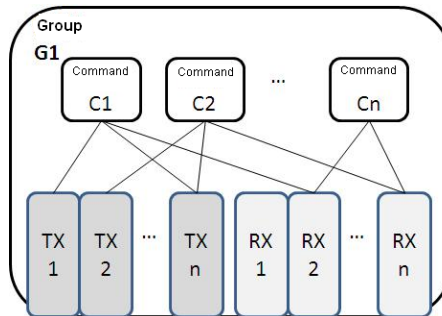 Group
G1
Command Command ... Command
C1 C2 Cn
TX TX ... TX RX RX ... RX
1 2 n 1 2 n